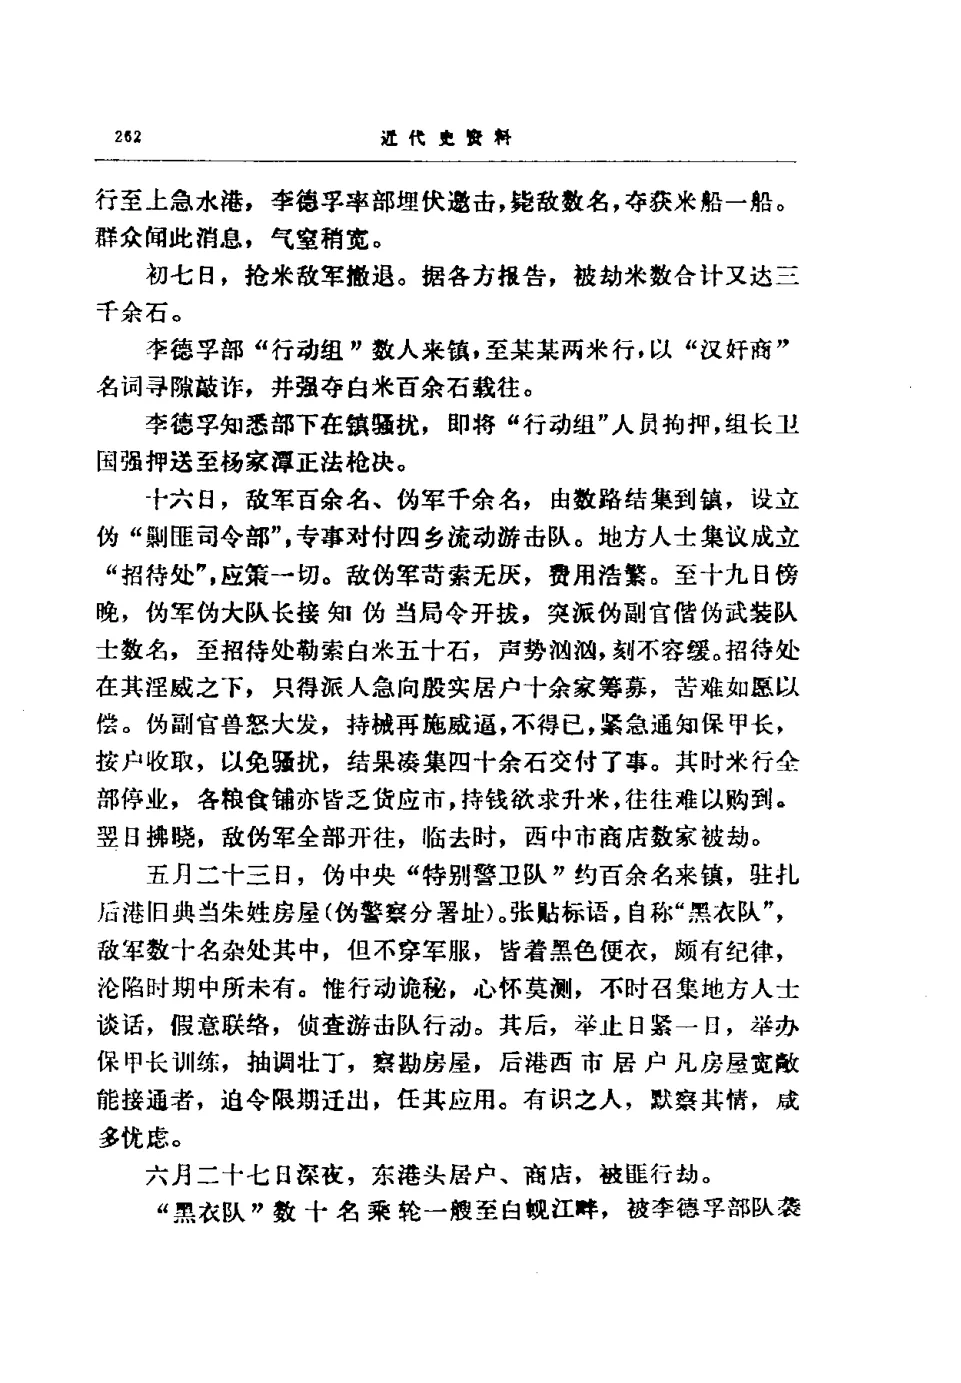 262
近代史资料
行至上急水港，李德孚率部埋伏邀击，毙敌数名，夺获米船一船。
群众闻此消息，气窒稍宽。
初七日，抢米敌军撤退。据各方报告，被劫米数合计又达三
千余石。
李德孚部“行动组”数人来镇，至某某两米行，以“汉奸商”
名词寻隙敲诈，并强夺白米百余石载往。
李德孚知悉部下在镇骚扰，即将“行动组”人员拘押，组长卫
国强押送至杨家潭正法枪决。
十六日，敌军百余名、伪军千余名，由数路结集到镇，设立
伪“剿匪司令部”，专事对付四乡流动游击队。地方人士集议成立
“招待处”，应策一切。敌伪军苛索无厌，费用浩繁。至十九日傍
晚，伪军伪大队长接知伪当局令开拔，突派伪副官偕伪武装队
士数名，至招待处勒索白米五十石，声势汹汹，刻不容缓。招待处
在其淫威之下，只得派人急向殷实居户十余家筹募，苦难如愿以
偿。伪副官兽怒大发，持械再施威逼，不得已，紧急通知保甲长，
按户收取，以免骚扰，结果凑集四十余石交付了事。其时米行全
部停业，各粮食铺亦皆乏货应市，持钱欲求升米，往往难以购到。
翌日拂晓，敌伪军全部开往，临去时，西中市商店数家被劫。
五月二十三日，伪中央“特别警卫队”约百余名来镇，驻扎
后港旧典当朱姓房屋（伪警察分署址）。张贴标语，自称“黑衣队”，
敌军数十名杂处其中，但不穿军服，皆着黑色便衣，颇有纪律，
沦陷时期中所未有。惟行动诡秘，心怀莫测，不时召集地方人士
谈话，假意联络，侦查游击队行动。其后，举止日紧一日，举办
保甲长训练，抽调壮丁，察勘房屋，后港西市居户凡房屋宽敞
能接通者，迫令限期迁出，任其应用。有识之人，默察其情，咸
多忧虑。
六月二十七日深夜，东港头居户、商店，被匪行劫。
“黑衣队”数十名乘轮一艘至白蚬江畔，被李德孚部队袭